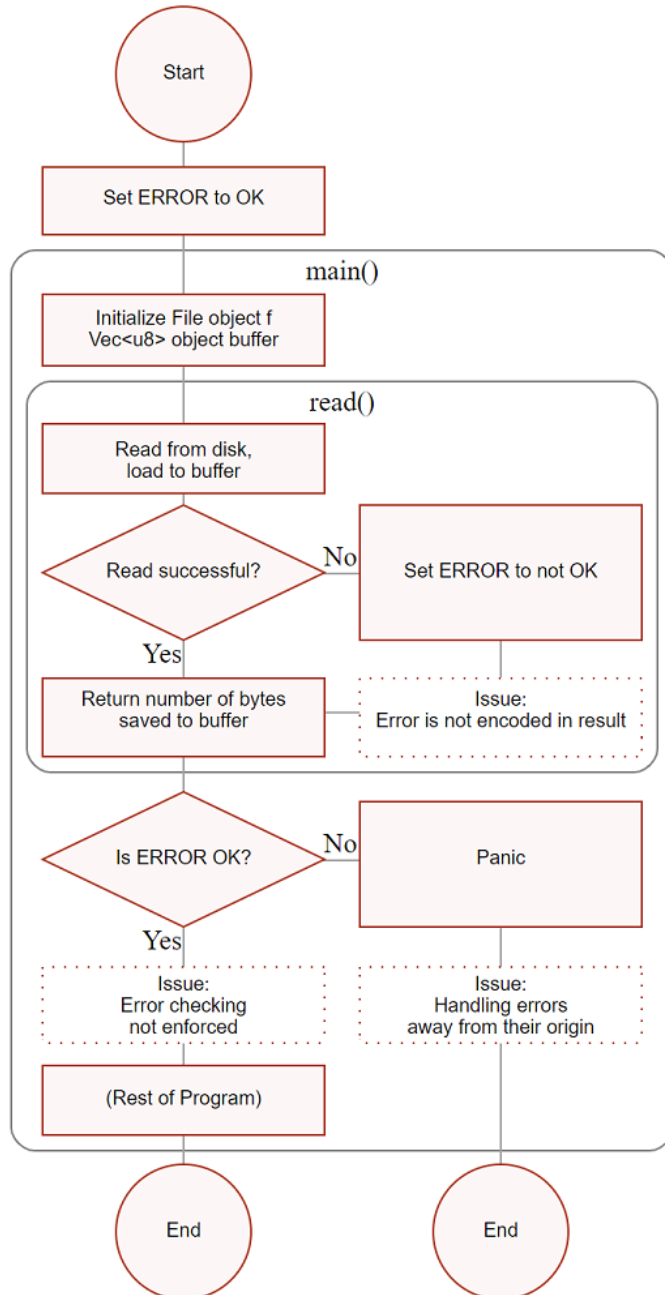 Start
Set ERROR to OK
main()
Initialize File object f
Vec<u8> object buffer
read()
Read from disk,
load to buffer
Read successful?
No
Set ERROR to not OK
Yes
Return number of bytes
saved to buffer
Issue:
Error is not encoded in result
Is ERROR OK?
No
Panic
Yes
Issue:
Error checking
not enforced
Issue:
Handling errors
away from their origin
(Rest of Program)
End
End